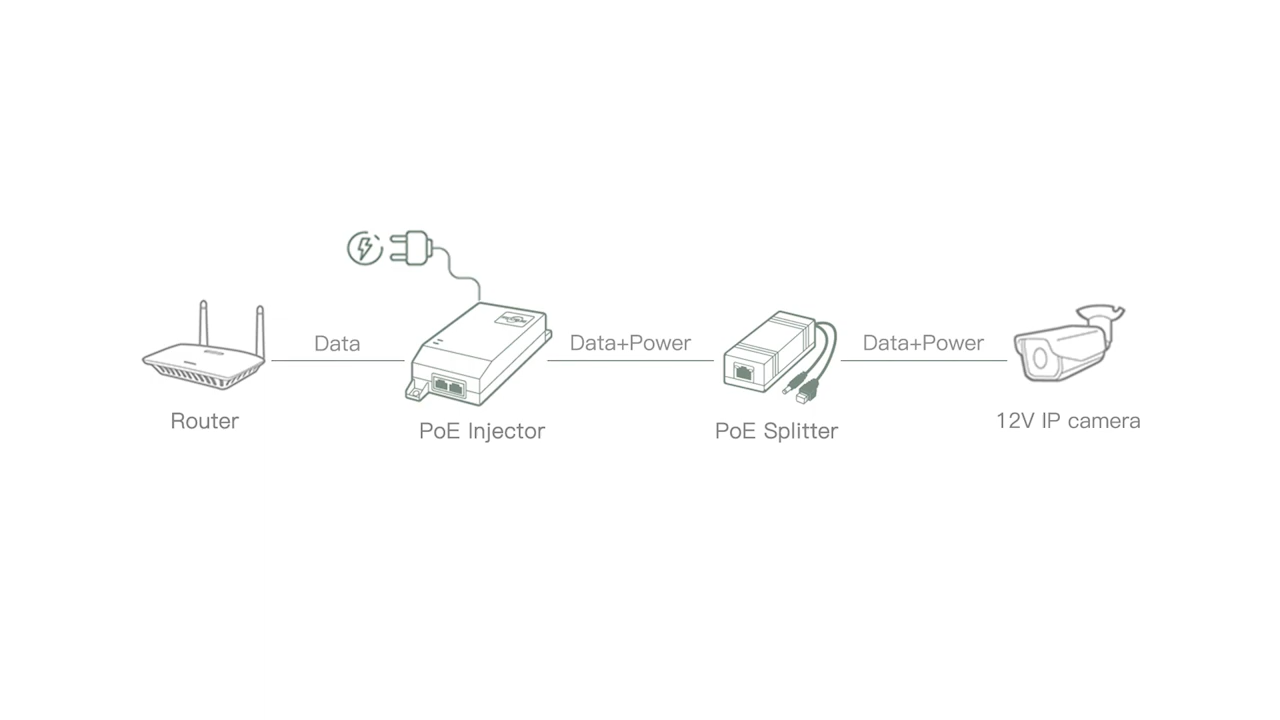 Data
Data+Power
Data+Power
Router
PoE Injector
PoE Splitter
12V IP camera